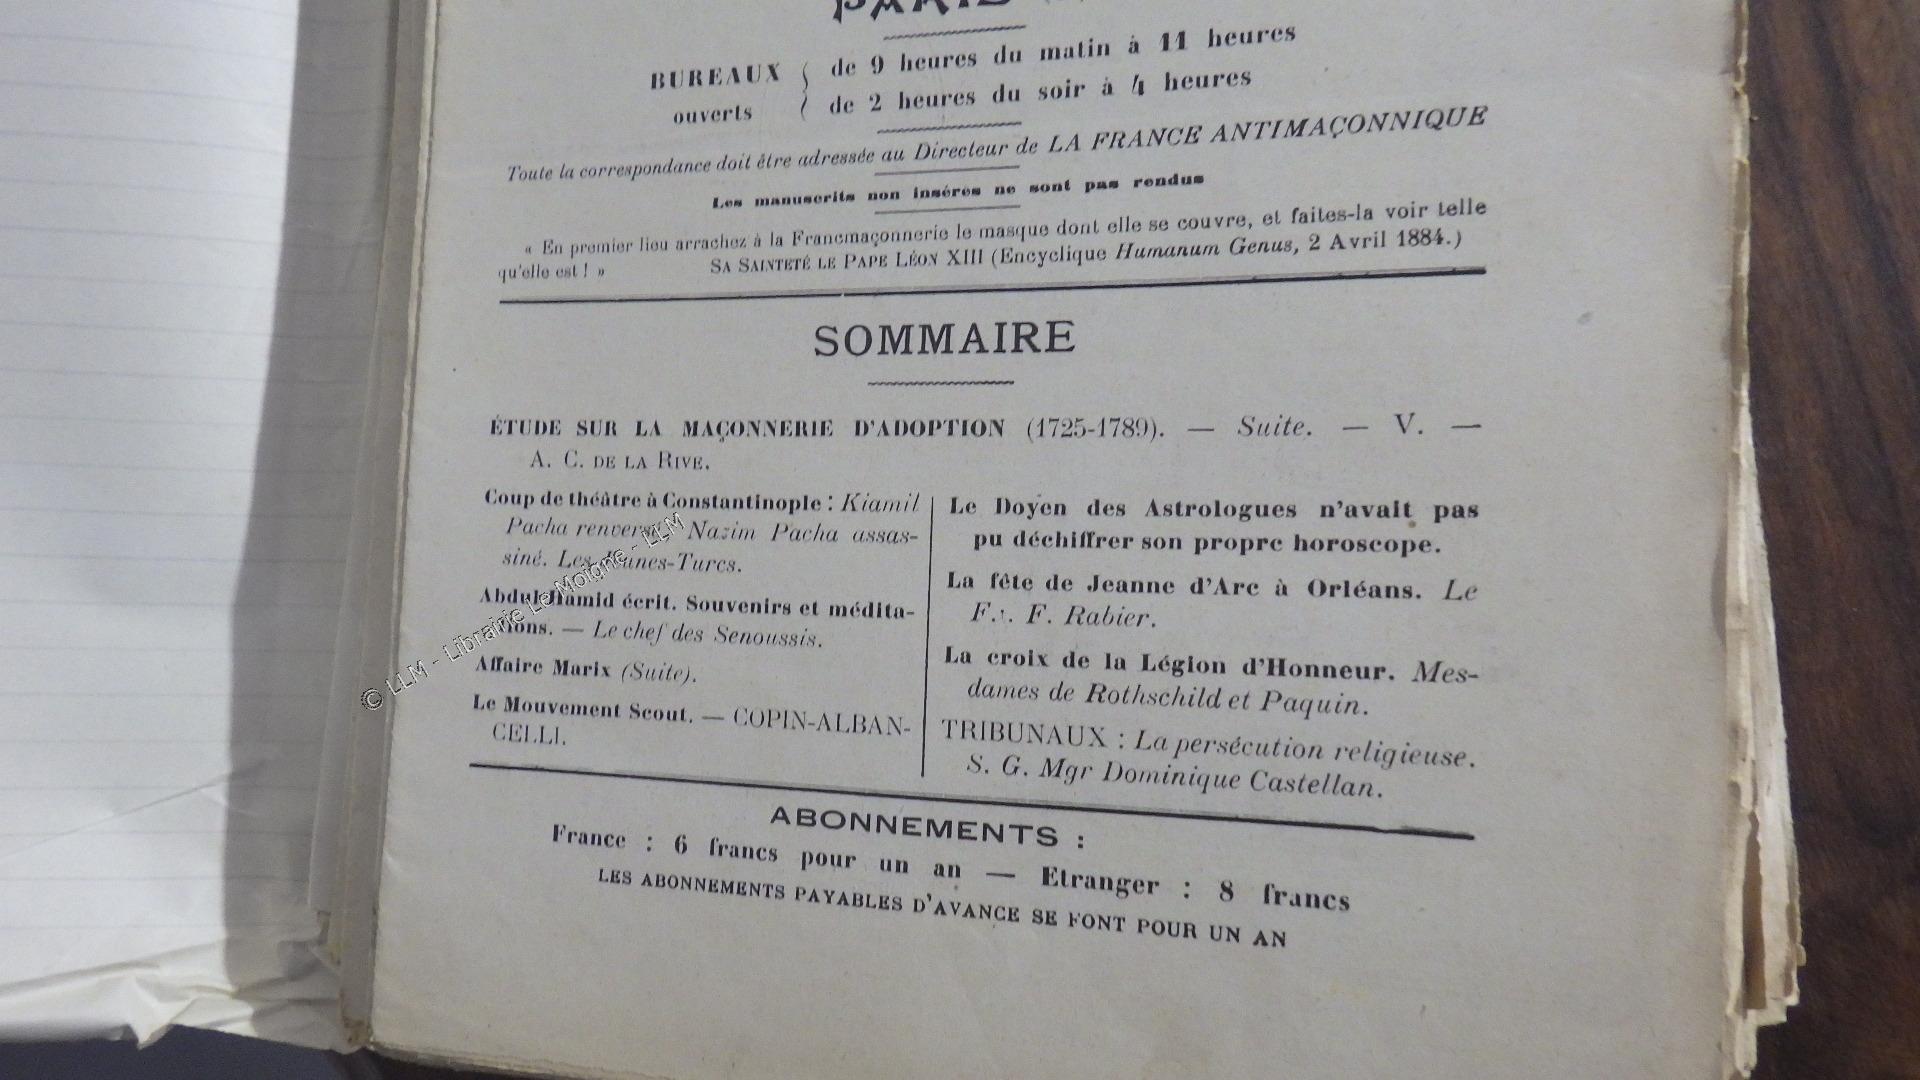 PARIS
BUREAUX de 9 heures du matin à 11 heures
ouverts de 2 heures du soir à 4 heures
Toute la correspondance doit être adressée au Directeur de LA FRANCE ANTIMAÇONNIQUE
Les manuscrits non insérés ne sont pas rendus
« En premier lieu arrachez à la Francmaçonnerie le masque dont elle se couvre, et faites-la voir telle
qu'elle est ! » SA SAINTETÉ LE PAPE LÉON XIII (Encyclique Humanum Genus, 2 Avril 1884.)
SOMMAIRE
ÉTUDE SUR LA MAÇONNERIE D'ADOPTION (1725-1789). — Suite. — V. —
A. C. DE LA RIVE.
Coup de théâtre à Constantinople : Kiamil
Pacha renversé. Nazim Pacha assas-
siné. Les Jeunes-Turcs.
Abdul-Hamid écrit. Souvenirs et médita-
tions. — Le chef des Senoussis.
Affaire Marix (Suite).
Le Mouvement Scout. — COPIN-ALBAN-
CELLI.
Le Doyen des Astrologues n'avait pas
pu déchiffrer son propre horoscope.
La fête de Jeanne d'Arc à Orléans. Le
F∴ F. Rabier.
La croix de la Légion d'Honneur. Mes-
dames de Rothschild et Paquin.
TRIBUNAUX : La persécution religieuse.
S. G. Mgr Dominique Castellan.
ABONNEMENTS :
France : 6 francs pour un an — Etranger : 8 francs
LES ABONNEMENTS PAYABLES D'AVANCE SE FONT POUR UN AN
© LLM - Librairie Le Moigne - LLM